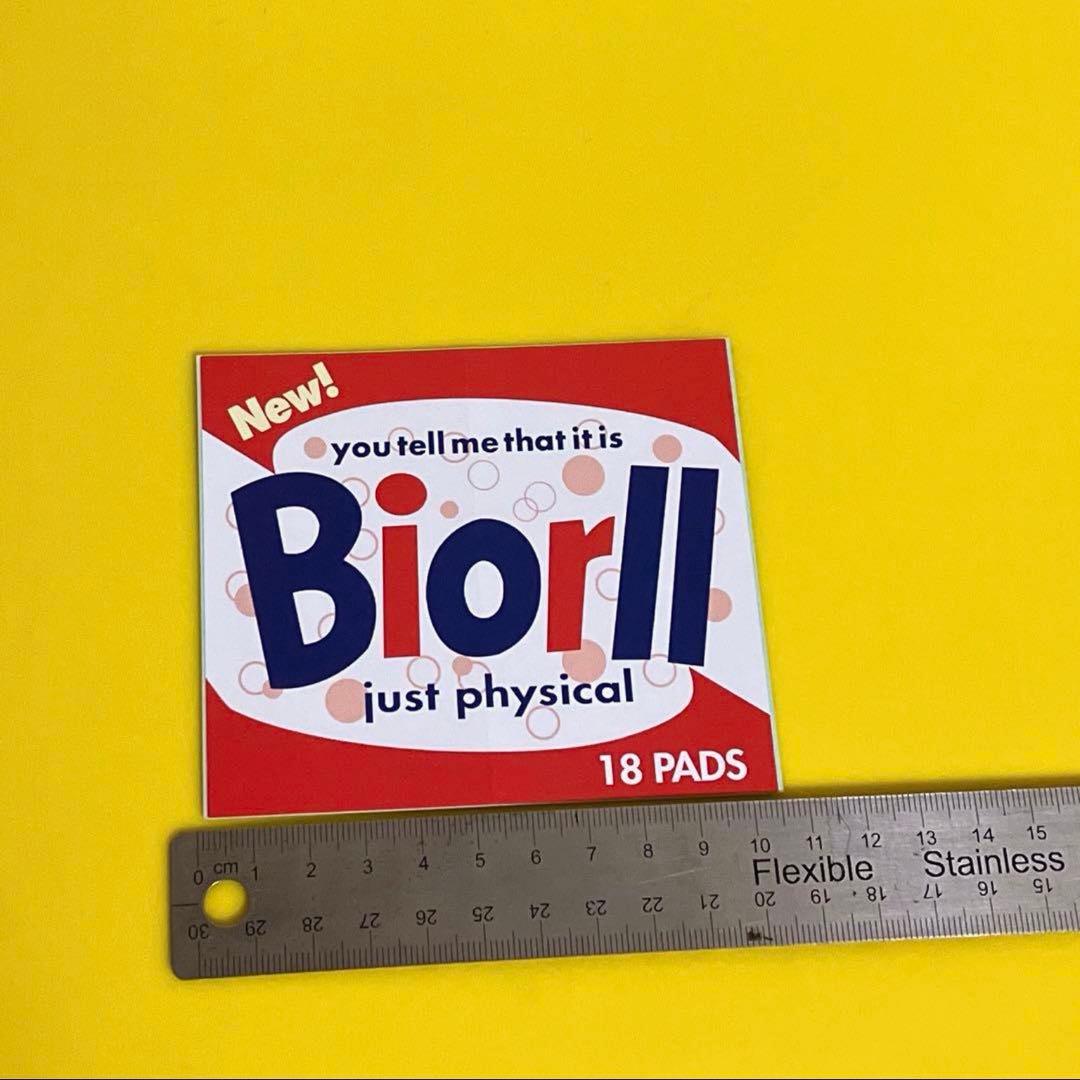 New!
you tell me that it is
Biorll
just physical
18 PADS
0 cm 1 2 3 4 5 6 7 8 9 10 11 12 13 14 15
Flexible Stainless
30 29 28 27 26 25 24 23 22 21 20 19 18 17 16 15